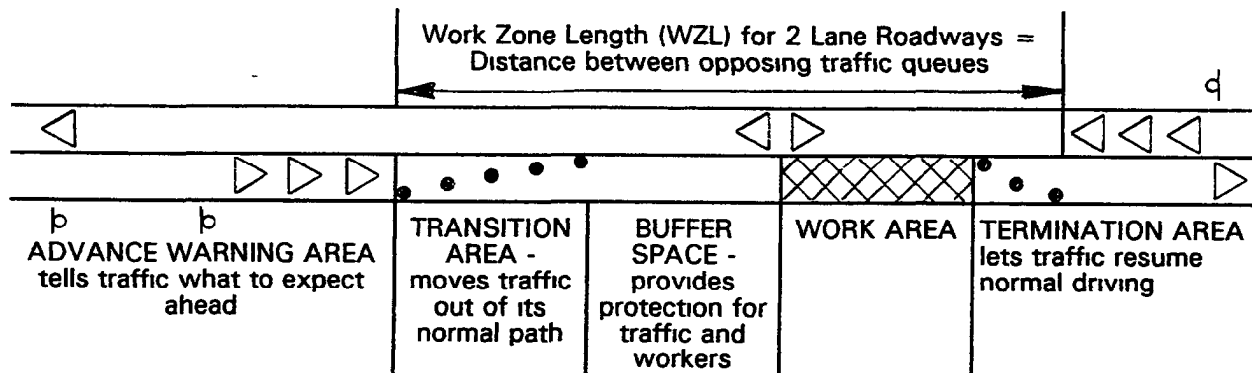 Work Zone Length (WZL) for 2 Lane Roadways =
Distance between opposing traffic queues
ADVANCE WARNING AREA
tells traffic what to expect
ahead
TRANSITION
AREA -
moves traffic
out of its
normal path
BUFFER
SPACE -
provides
protection for
traffic and
workers
WORK AREA
TERMINATION AREA
lets traffic resume
normal driving